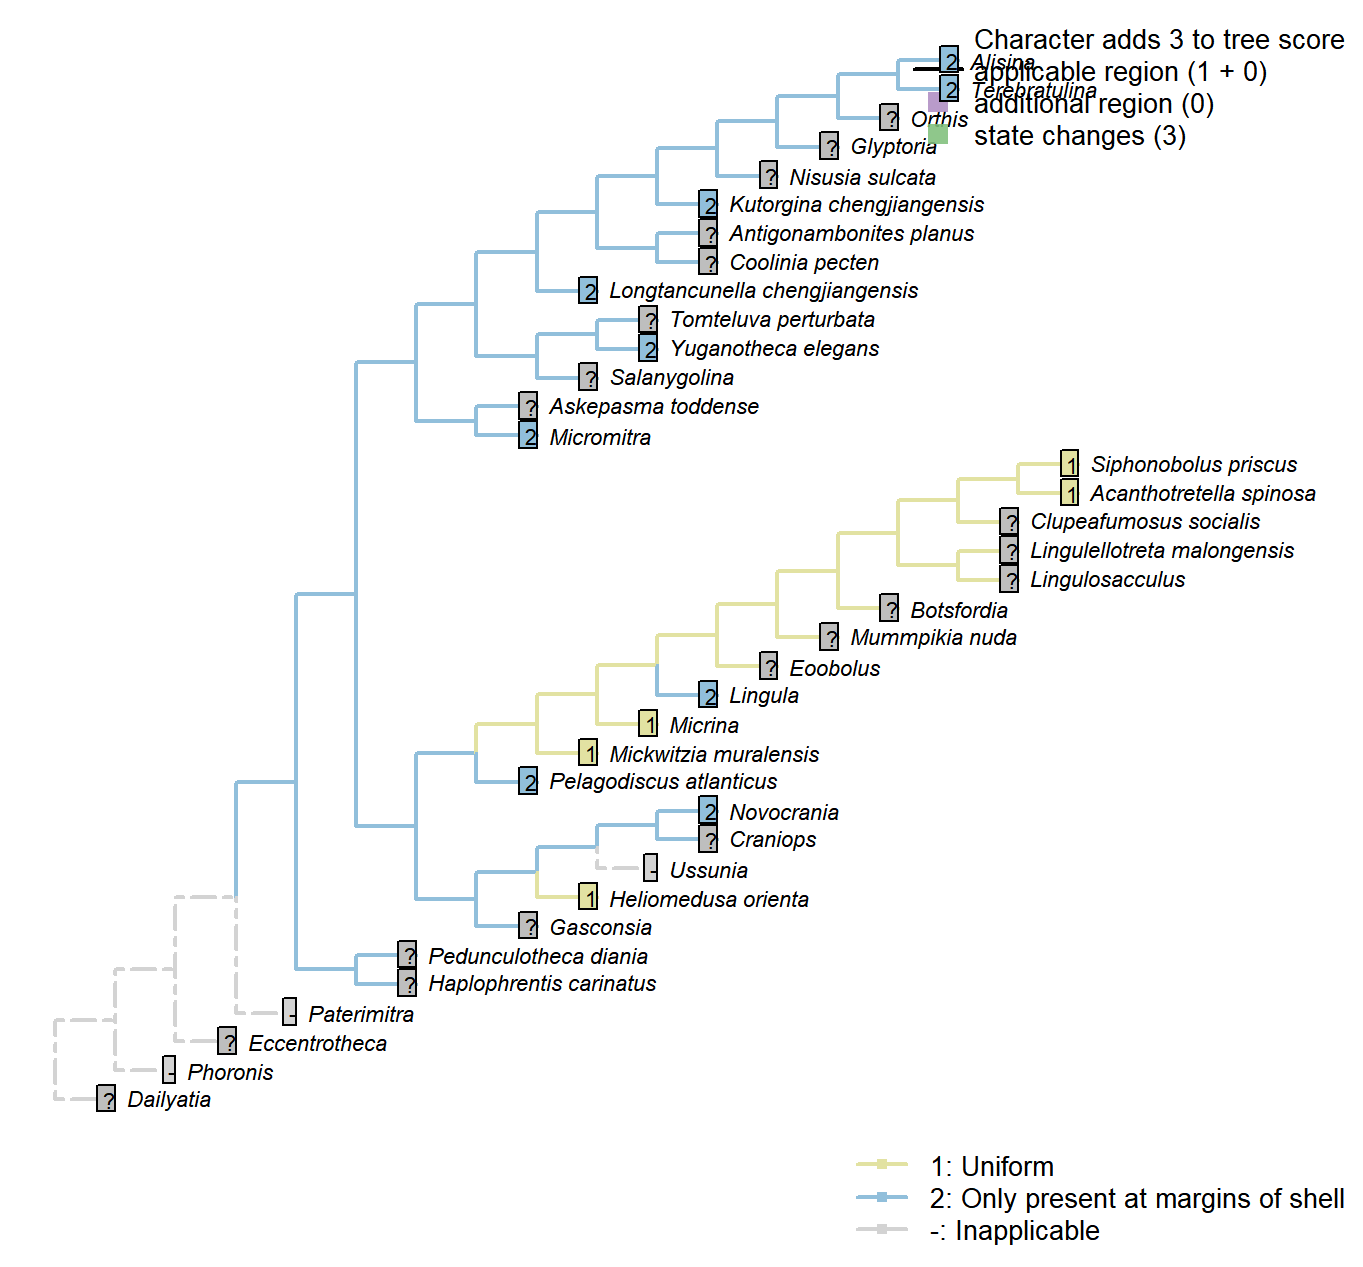 Character adds 3 to tree score
2 Alisina
applicable region (1 + 0)
2 Terebratulina
additional region (0)
? Orthis
state changes (3)
? Glyptoria
? Nisusia sulcata
2 Kutorgina chengjiangensis
? Antigonambonites planus
? Coolinia pecten
2 Longtancunella chengjiangensis
? Tomteluva perturbata
2 Yuganotheca elegans
? Salanygolina
? Askepasma toddense
2 Micromitra
1 Siphonobolus priscus
1 Acanthotretella spinosa
? Clupeafumosus socialis
? Lingulellotreta malongensis
? Lingulosacculus
? Botsfordia
? Mummpikia nuda
? Eoobolus
2 Lingula
1 Micrina
1 Mickwitzia muralensis
2 Pelagodiscus atlanticus
2 Novocrania
? Craniops
- Ussunia
1 Heliomedusa orienta
? Gasconsia
? Pedunculotheca diania
? Haplophrentis carinatus
- Paterimitra
? Eccentrotheca
- Phoronis
? Dailyatia
1: Uniform
2: Only present at margins of shell
-: Inapplicable